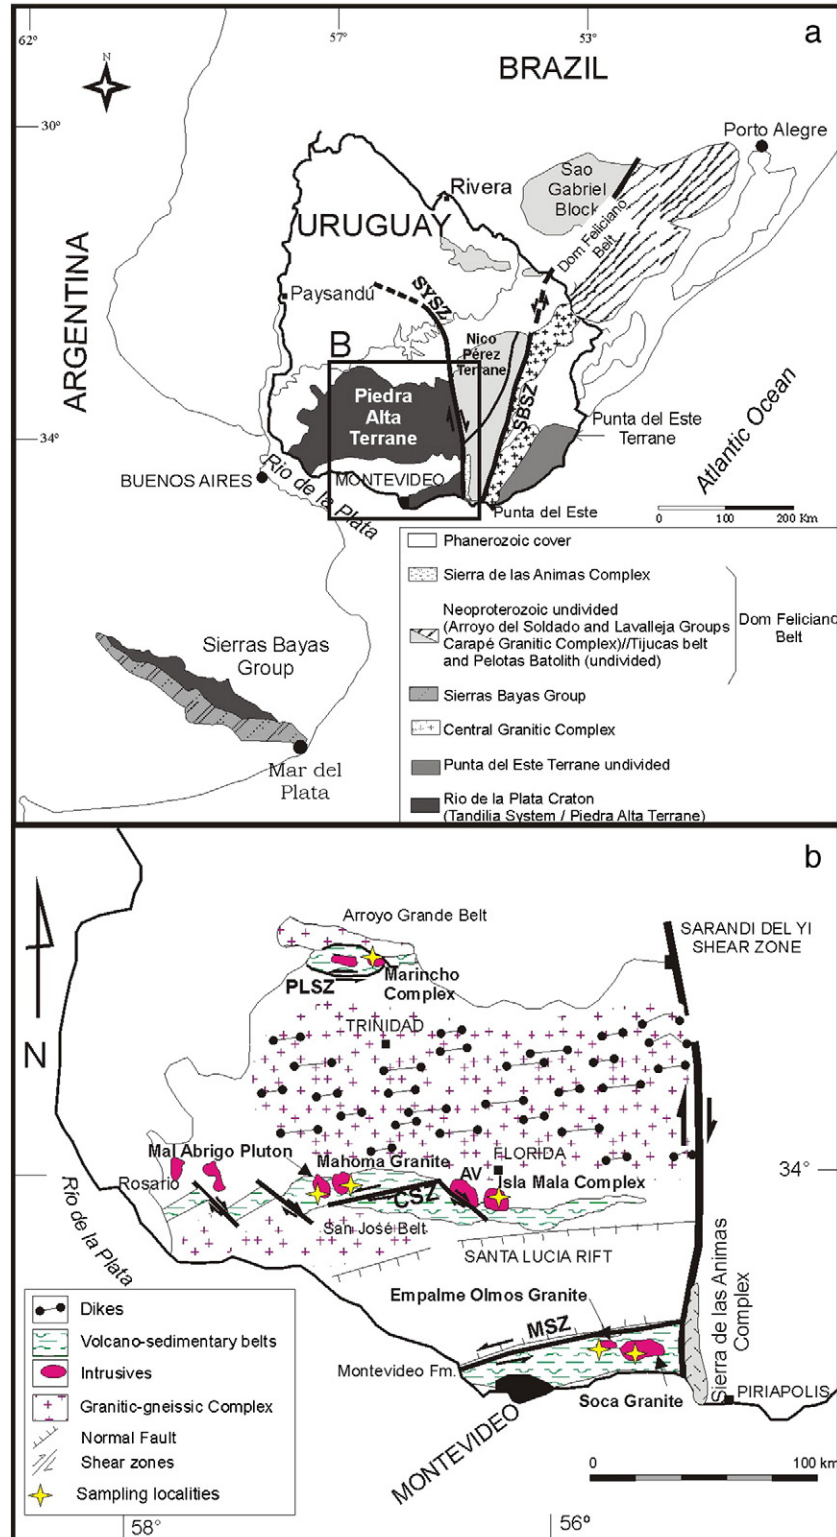 a
62°
57°
53°
N
BRAZIL
30°
Porto Alegre
Sao
Gabriel
Block
Rivera
URUGUAY
Dom Feliciano
Belt
ARGENTINA
Paysandú
SYSZ
B
Nico
Pérez
Terrane
Piedra
Alta
Terrane
SBSZ
34°
Punta del Este
Terrane
Atlantic Ocean
BUENOS AIRES
Rio de la Plata
MONTEVIDEO
Punta del Este
0 100 200 Km
Phanerozoic cover
Sierra de las Animas Complex
Neoproterozoic undivided
(Arroyo del Soldado and Lavalleja Groups
Carapé Granitic Complex)//Tijucas belt
and Pelotas Batolith (undivided)
Dom Feliciano
Belt
Sierras Bayas Group
Central Granitic Complex
Punta del Este Terrane undivided
Rio de la Plata Craton
(Tandilia System / Piedra Alta Terrane)
Sierras Bayas
Group
Mar del
Plata
b
Arroyo Grande Belt
SARANDI DEL YI
SHEAR ZONE
Marincho
Complex
PLSZ
TRINIDAD
N
Mal Abrigo Pluton
Mahoma Granite
FLORIDA
AV
34°
Rosario
CSZ
Isla Mala Complex
San José Belt
Rio de la Plata
SANTA LUCIA RIFT
Empalme Olmos Granite
MSZ
Sierra de las Animas
Complex
Montevideo Fm.
Soca Granite
PIRIAPOLIS
MONTEVIDEO
Dikes
Volcano-sedimentary belts
Intrusives
Granitic-gneissic Complex
Normal Fault
Shear zones
Sampling localities
0 100 km
58°
56º